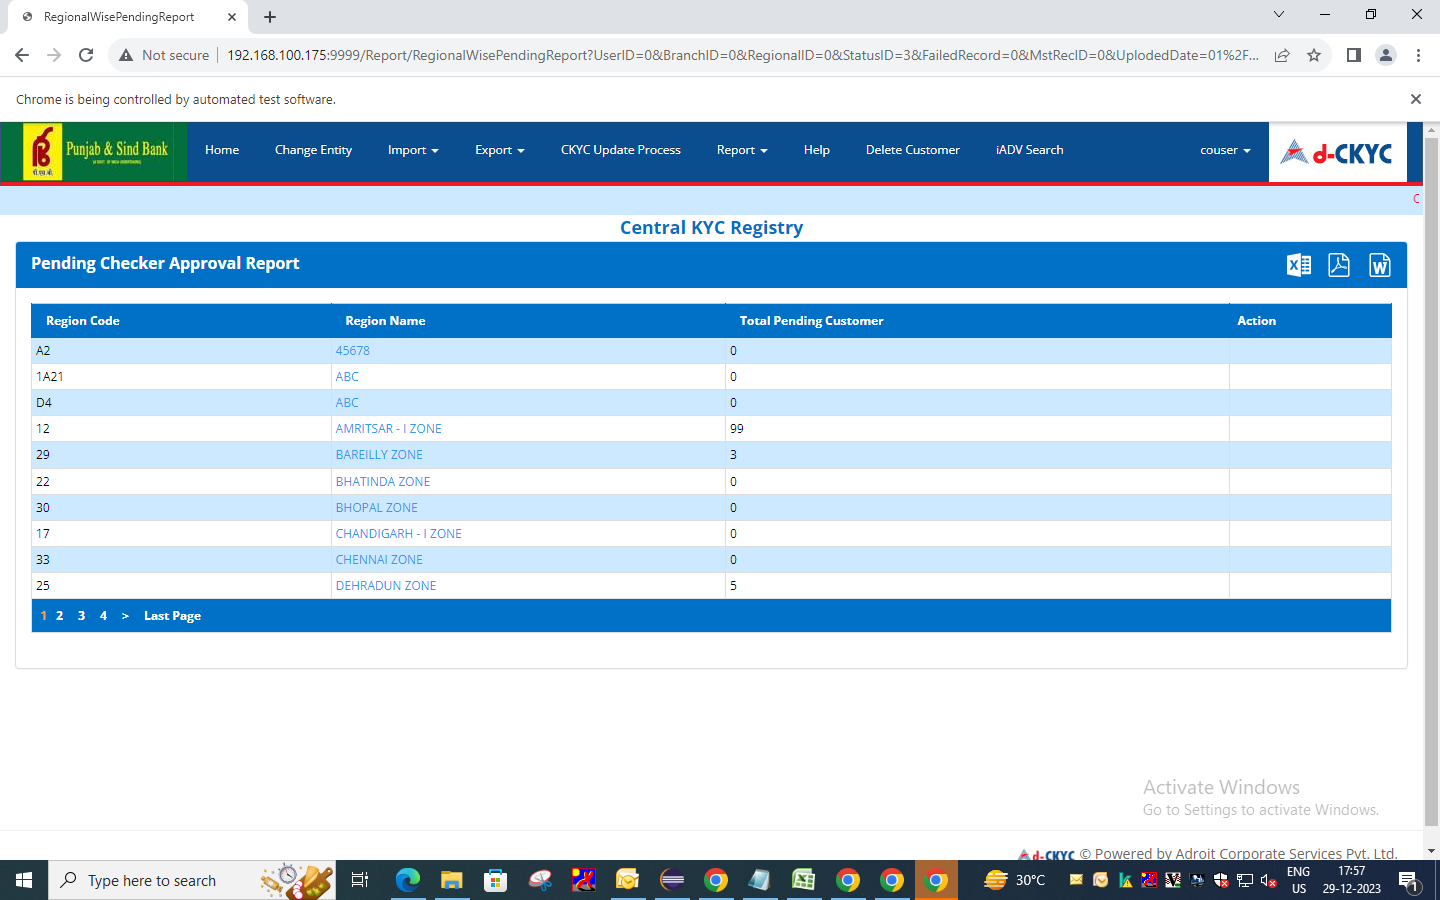 RegionalWisePendingReport
Not secure
192.168.100.175:9999/Report/RegionalWisePendingReport?UserID=0&BranchID=0&RegionalID=0&StatusID=3&FailedRecord=0&MstRecID=0&UplodedDate=01%2F...
Chrome is being controlled by automated test software.
Punjab & Sind Bank
Home Change Entity Import Export CKYC Update Process Report Help Delete Customer iADV Search couser d-CKYC
C
Central KYC Registry
Pending Checker Approval Report
Region Code Region Name Total Pending Customer Action
A2 45678 0
1A21 ABC 0
D4 ABC 0
12 AMRITSAR - I ZONE 99
29 BAREILLY ZONE 3
22 BHATINDA ZONE 0
30 BHOPAL ZONE 0
17 CHANDIGARH - I ZONE 0
33 CHENNAI ZONE 0
25 DEHRADUN ZONE 5
1 2 3 4 > Last Page
Activate Windows
Go to Settings to activate Windows.
d-CKYC © Powered by Adroit Corporate Services Pvt. Ltd.
Type here to search
30°C
ENG
US
17:57
29-12-2023
1